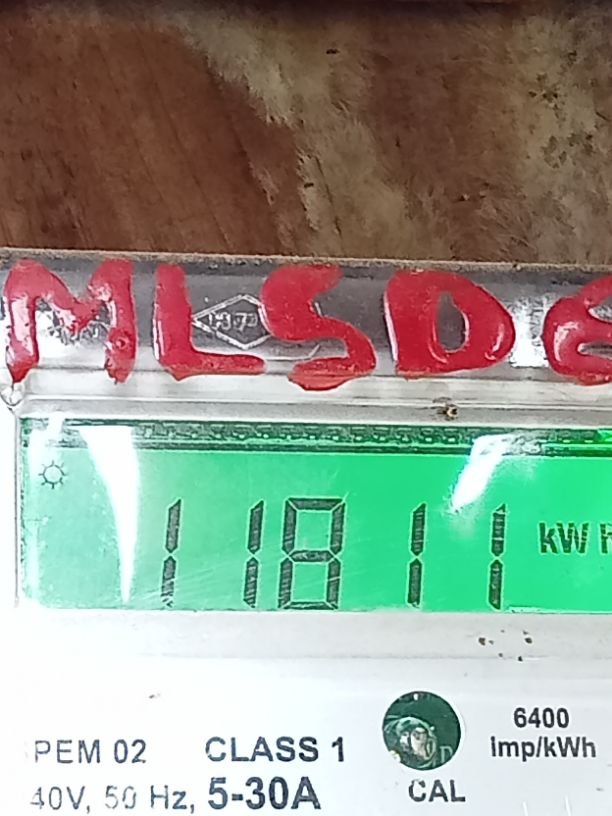 MLSD
11811 kW
6400
PEM 02 CLASS 1 Imp/kWh
40V, 50 Hz, 5-30A CAL